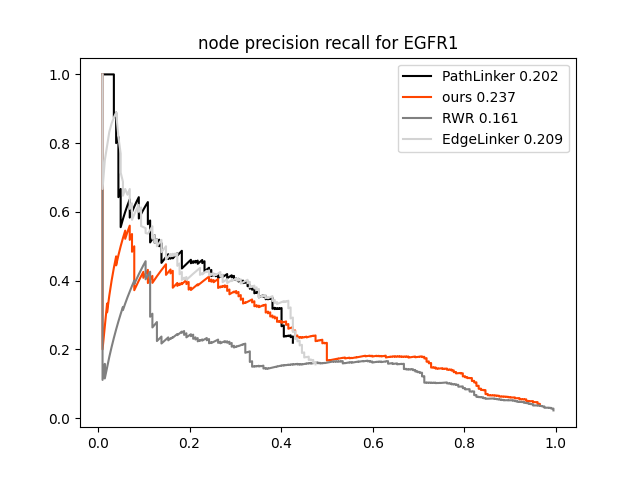 node precision recall for EGFR1
PathLinker 0.202
ours 0.237
RWR 0.161
EdgeLinker 0.209
1.0
0.8
0.6
0.4
0.2
0.0
0.0 0.2 0.4 0.6 0.8 1.0